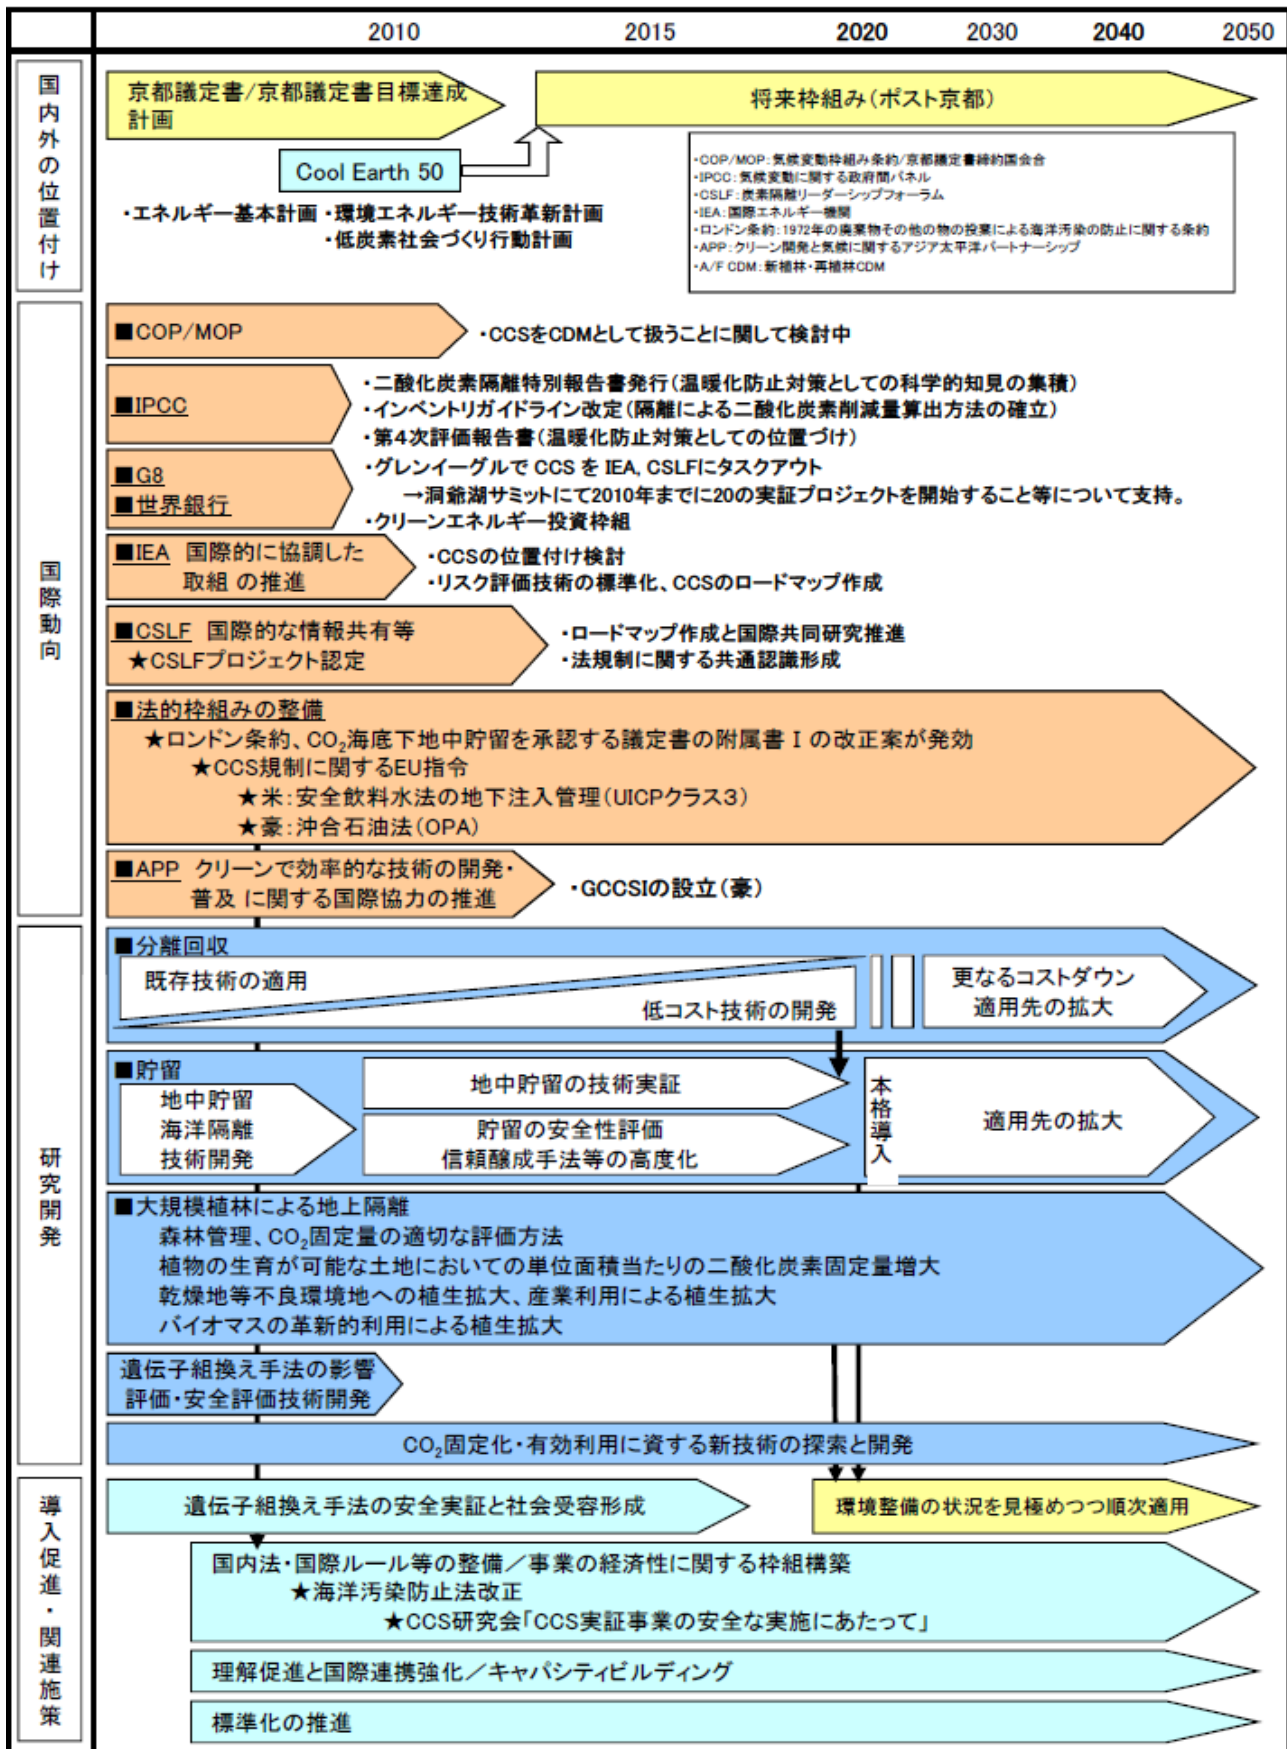 2010 2015 2020 2030 2040 2050
国内外の位置付け
京都議定書/京都議定書目標達成
計画
将来枠組み(ポスト京都)
Cool Earth 50
・エネルギー基本計画 ・環境エネルギー技術革新計画
・低炭素社会づくり行動計画
・COP/MOP:気候変動枠組み条約/京都議定書締約国会合
・IPCC:気候変動に関する政府間パネル
・CSLF:炭素隔離リーダーシップフォーラム
・IEA:国際エネルギー機関
・ロンドン条約:1972年の廃棄物その他の物の投棄による海洋汚染の防止に関する条約
・APP:クリーン開発と気候に関するアジア太平洋パートナーシップ
・A/F CDM:新植林・再植林CDM
国際動向
■COP/MOP
・CCSをCDMとして扱うことに関して検討中
■IPCC
・二酸化炭素隔離特別報告書発行(温暖化防止対策としての科学的知見の集積)
・インベントリガイドライン改定(隔離による二酸化炭素削減量算出方法の確立)
・第4次評価報告書(温暖化防止対策としての位置づけ)
■G8
■世界銀行
・グレンイーグルで CCS を IEA, CSLFにタスクアウト
→洞爺湖サミットにて2010年までに20の実証プロジェクトを開始すること等について支持。
・クリーンエネルギー投資枠組
■IEA 国際的に協調した
取組 の推進
・CCSの位置付け検討
・リスク評価技術の標準化、CCSのロードマップ作成
■CSLF 国際的な情報共有等
★CSLFプロジェクト認定
・ロードマップ作成と国際共同研究推進
・法規制に関する共通認識形成
■法的枠組みの整備
★ロンドン条約、CO₂海底下地中貯留を承認する議定書の附属書Ⅰの改正案が発効
★CCS規制に関するEU指令
★米:安全飲料水法の地下注入管理(UICPクラス3)
★豪:沖合石油法(OPA)
■APP クリーンで効率的な技術の開発・
普及 に関する国際協力の推進
・GCCSIの設立(豪)
研究開発
■分離回収
既存技術の適用
低コスト技術の開発
更なるコストダウン
適用先の拡大
■貯留
地中貯留
海洋隔離
技術開発
地中貯留の技術実証
貯留の安全性評価
信頼醸成手法等の高度化
本格導入
適用先の拡大
■大規模植林による地上隔離
森林管理、CO₂固定量の適切な評価方法
植物の生育が可能な土地においての単位面積当たりの二酸化炭素固定量増大
乾燥地等不良環境地への植生拡大、産業利用による植生拡大
バイオマスの革新的利用による植生拡大
遺伝子組換え手法の影響
評価・安全評価技術開発
CO₂固定化・有効利用に資する新技術の探索と開発
導入促進・関連施策
遺伝子組換え手法の安全実証と社会受容形成
環境整備の状況を見極めつつ順次適用
国内法・国際ルール等の整備/事業の経済性に関する枠組構築
★海洋汚染防止法改正
★CCS研究会「CCS実証事業の安全な実施にあたって」
理解促進と国際連携強化/キャパシティビルディング
標準化の推進